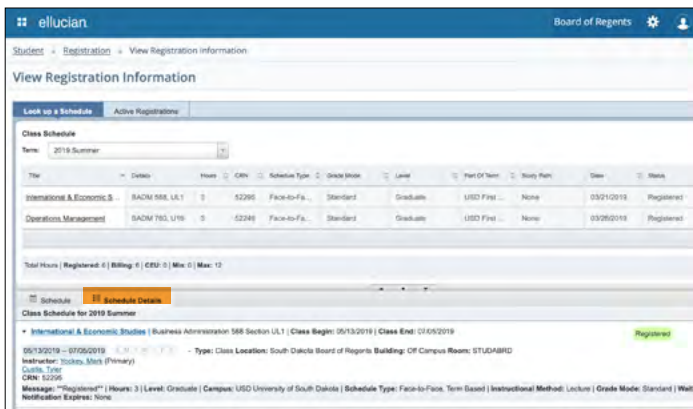 ellucian Board of Regents
Student Registration View Registration Information
View Registration Information
Look up a Schedule Active Registrations
Class Schedule
Term: 2019 Summer
Title Details Hours CRN Schedule Type Grade Mode Level Part Of Term Study Path Date Status
International & Economic S... BADM 568, UL1 3 52295 Face-to-Fa... Standard Graduate USD First ... None 03/21/2019 Registered
Operations Management BADM 760, U16 3 Face-to-Fa... Standard Graduate USD First ... None 03/26/2019 Registered
Total Hours | Registered: 6 | Billing: 6 | CEU: 0 | Min: 0 | Max: 12
Schedule Schedule Details
Class Schedule for 2019 Summer
International & Economic Studies | Business Administration 568 Section UL1 | Class Begin: 05/13/2019 | Class End: 07/05/2019 Registered
05/13/2019 -- 07/05/2019 S M T W T F S - Type: Class Location: South Dakota Board of Regents Building: Off Campus Room: STUDABRD
Instructor: Yockey, Mark (Primary)
Tyler
CRN: 52295
Message: **Registered** | Hours: 3 | Level: Graduate | Campus: USD University of South Dakota | Schedule Type: Face-to-Face, Term Based | Instructional Method: Lecture | Grade Mode: Standard | Wait
Notification Expires: None